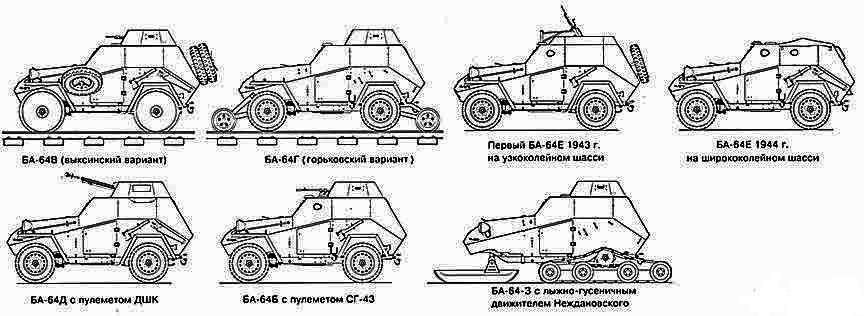 БА-64В (выксинский вариант)
БА-64Г (горьковский вариант)
Первый БА-64Е 1943 г.
на узкоколейном шасси
БА-64Е 1944 г.
на ширококолейном шасси
БА-64Д с пулеметом ДШК
БА-64Б с пулеметом СГ-43
БА-64-З с лыжно-гусеничным
движителем Неждановского